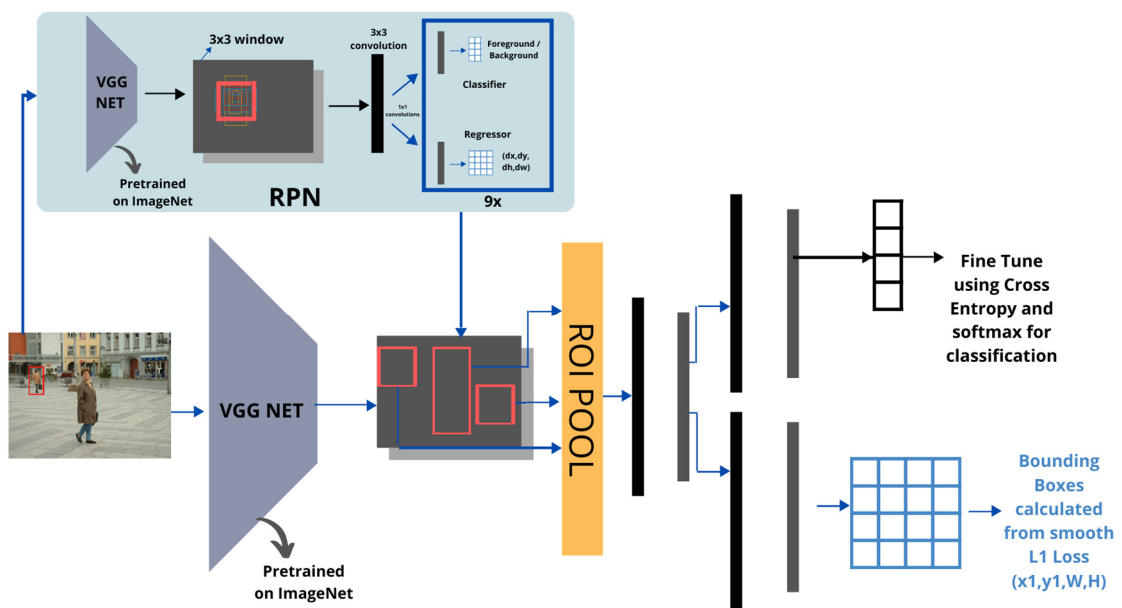 3x3 window
3x3
convolution
VGG
NET
Foreground /
Background
Classifier
1x1
convolutions
Regressor
(dx,dy,
dh,dw)
Pretrained
on ImageNet
RPN
9x
VGG NET
Pretrained
on ImageNet
ROI POOL
Fine Tune
using Cross
Entropy and
softmax for
classification
Bounding
Boxes
calculated
from smooth
L1 Loss
(x1,y1,W,H)